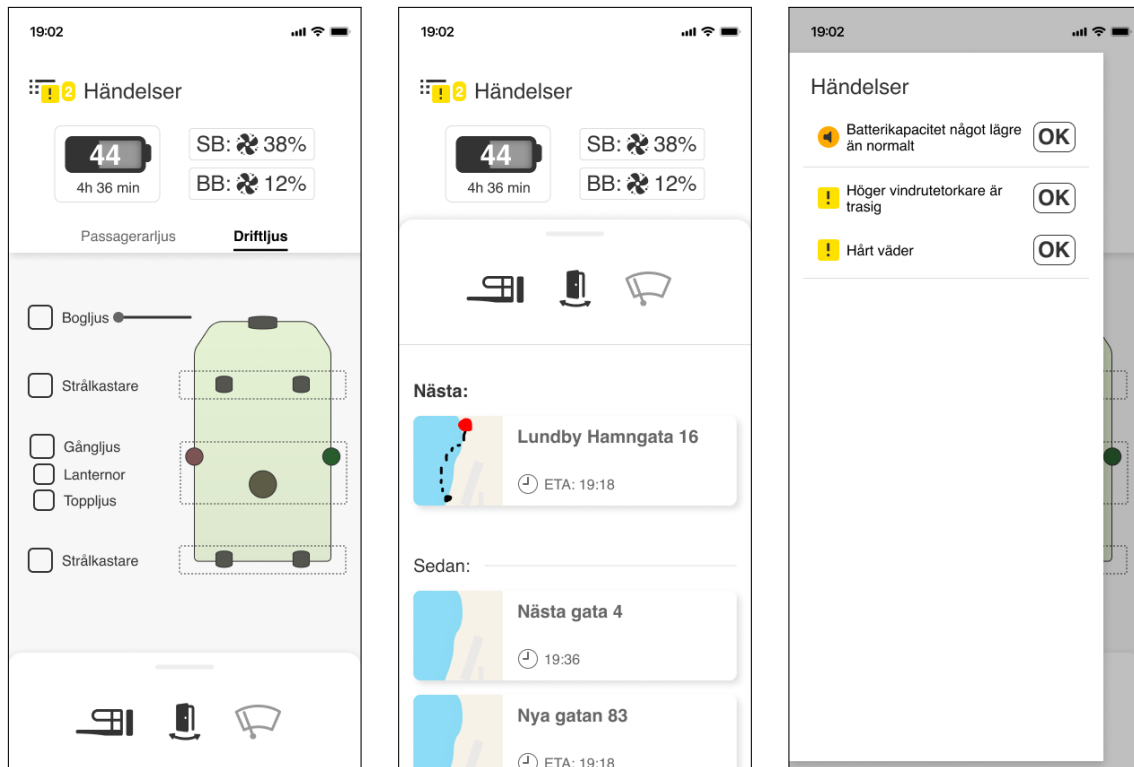 19:02
! 2 Händelser
44
4h 36 min
SB: 38%
BB: 12%
Passagerarljus
Driftljus
Bogljus
Strålkastare
Gångljus
Lanternor
Toppljus
Strålkastare
19:02
! 2 Händelser
44
4h 36 min
SB: 38%
BB: 12%
Nästa:
Lundby Hamngata 16
ETA: 19:18
Sedan:
Nästa gata 4
19:36
Nya gatan 83
ETA: 19:18
19:02
Händelser
Batterikapacitet något lägre
än normalt
OK
! Höger vindrutetorkare är
trasig
OK
! Hårt väder
OK